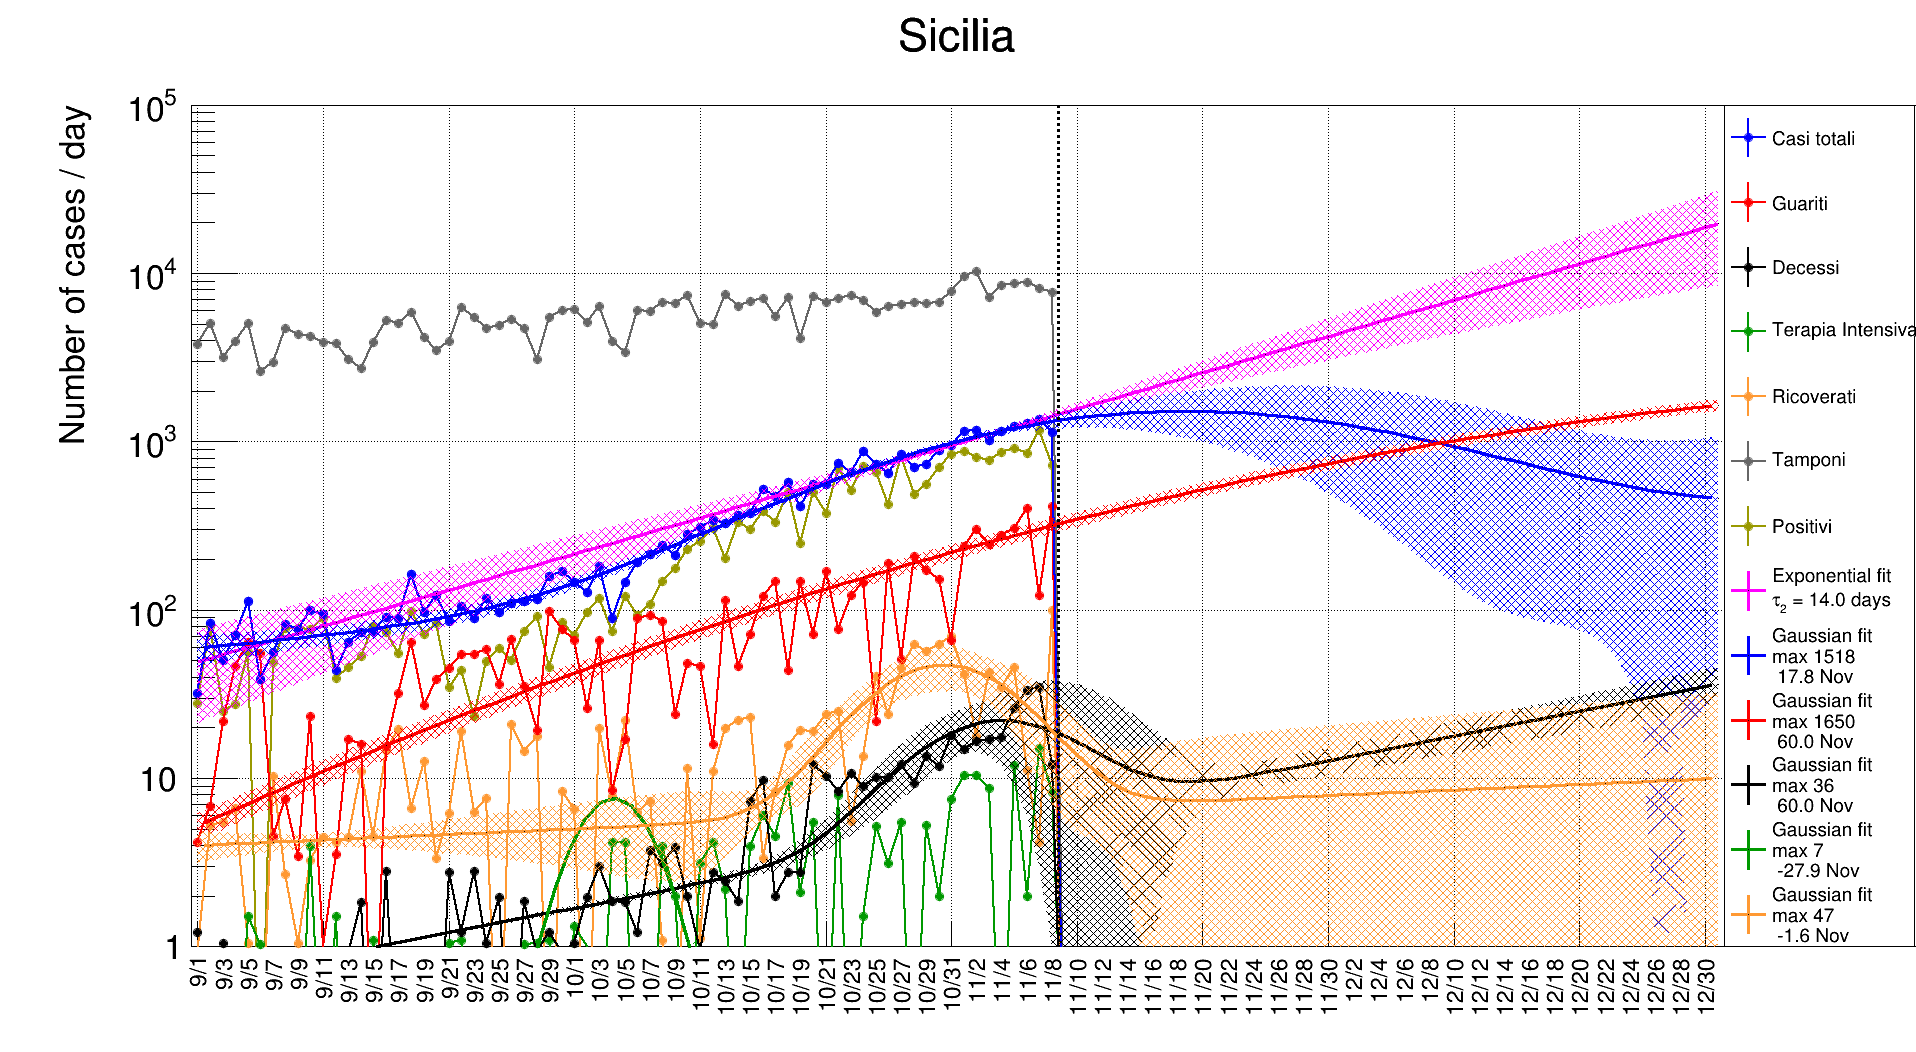 Sicilia
Number of cases / day
10^5
10^4
10^3
10^2
10
1
9/1
9/3
9/5
9/7
9/9
9/11
9/13
9/15
9/17
9/19
9/21
9/23
9/25
9/27
9/29
10/1
10/3
10/5
10/7
10/9
10/11
10/13
10/15
10/17
10/19
10/21
10/23
10/25
10/27
10/29
10/31
11/2
11/4
11/6
11/8
11/10
11/12
11/14
11/16
11/18
11/20
11/22
11/24
11/26
11/28
11/30
12/2
12/4
12/6
12/8
12/10
12/12
12/14
12/16
12/18
12/20
12/22
12/24
12/26
12/28
12/30
Casi totali
Guariti
Decessi
Terapia Intensiva
Ricoverati
Tamponi
Positivi
Exponential fit
τ₂ = 14.0 days
Gaussian fit
max 1518
17.8 Nov
Gaussian fit
max 1650
60.0 Nov
Gaussian fit
max 36
60.0 Nov
Gaussian fit
max 7
-27.9 Nov
Gaussian fit
max 47
-1.6 Nov